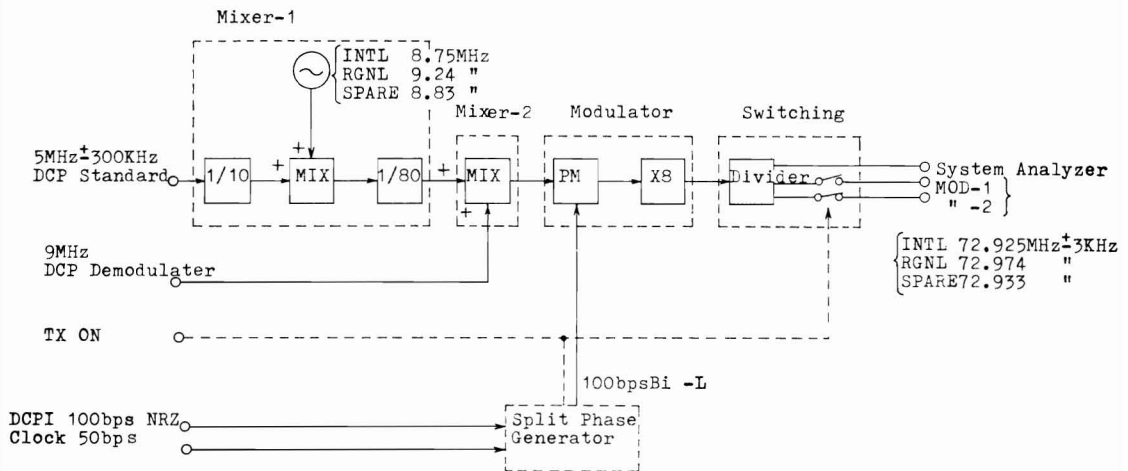 Mixer-1
INTL 8.75MHz
RGNL 9.24 "
SPARE 8.83 "
Mixer-2
Modulator
Switching
5MHz±300KHz
DCP Standard
1/10
+
MIX
+
1/80
+
MIX
+
PM
X8
Divider
System Analyzer
MOD-1
" -2
9MHz
DCP Demodulater
INTL 72.925MHz±3KHz
RGNL 72.974 "
SPARE72.933 "
TX ON
100bpsBi -L
DCPI 100bps NRZ
Clock 50bps
Split Phase
Generator